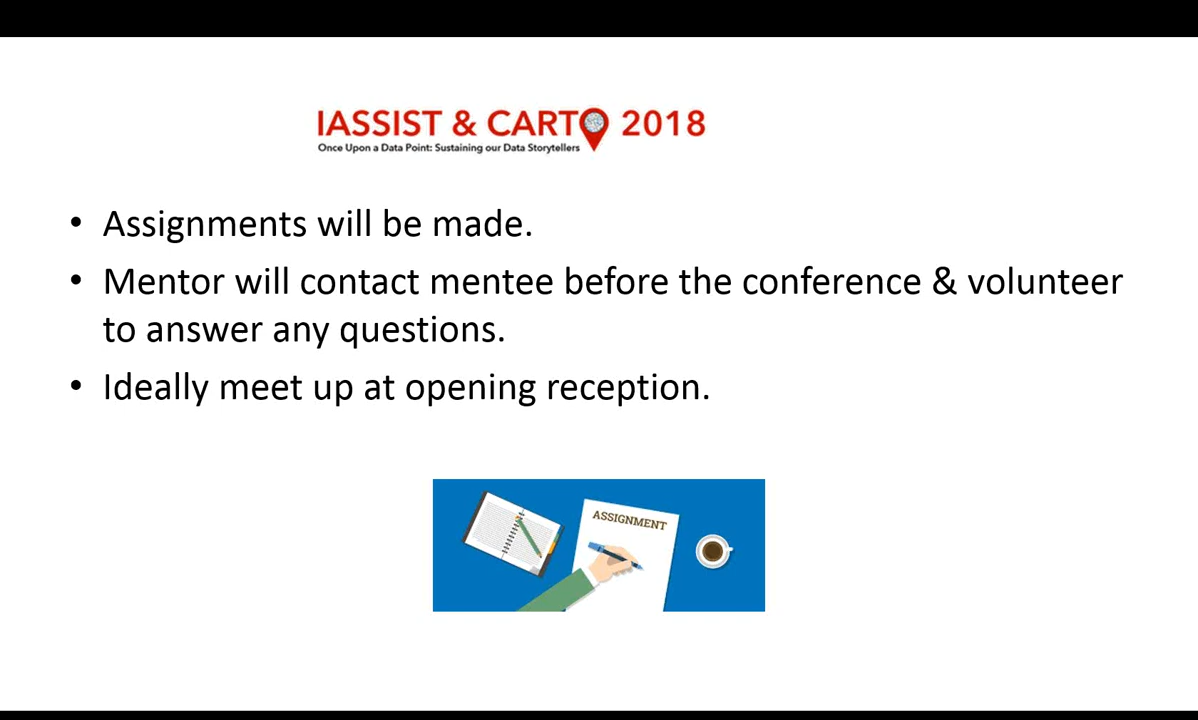 IASSIST & CARTO 2018
Once Upon a Data Point: Sustaining our Data Storytellers
• Assignments will be made.
• Mentor will contact mentee before the conference & volunteer
to answer any questions.
• Ideally meet up at opening reception.
ASSIGNMENT